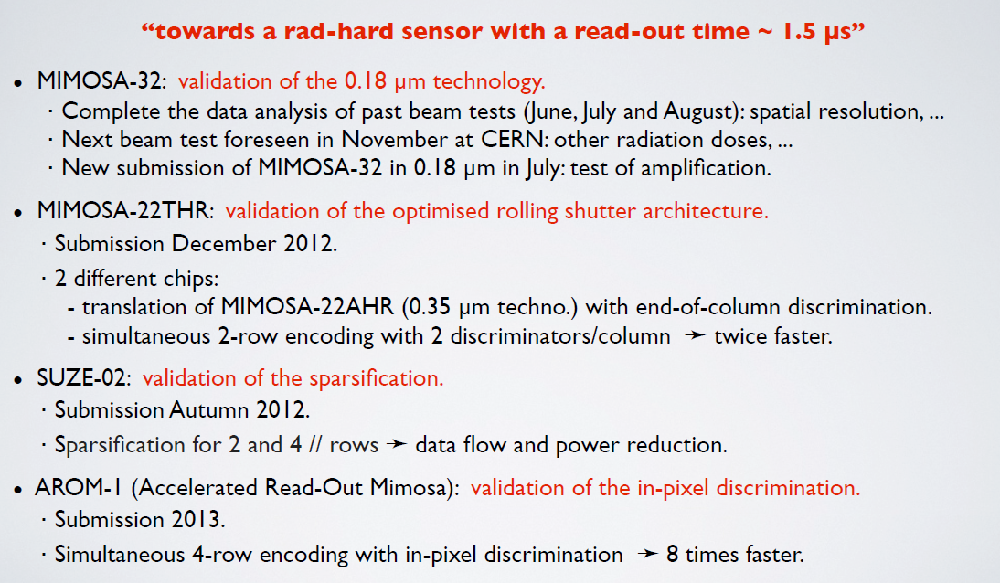 “towards a rad-hard sensor with a read-out time ~ 1.5 μs”
• MIMOSA-32: validation of the 0.18 μm technology.
· Complete the data analysis of past beam tests (June, July and August): spatial resolution, ...
· Next beam test foreseen in November at CERN: other radiation doses, ...
· New submission of MIMOSA-32 in 0.18 μm in July: test of amplification.
• MIMOSA-22THR: validation of the optimised rolling shutter architecture.
· Submission December 2012.
· 2 different chips:
- translation of MIMOSA-22AHR (0.35 μm techno.) with end-of-column discrimination.
- simultaneous 2-row encoding with 2 discriminators/column ➛ twice faster.
• SUZE-02: validation of the sparsification.
· Submission Autumn 2012.
· Sparsification for 2 and 4 // rows ➛ data flow and power reduction.
• AROM-1 (Accelerated Read-Out Mimosa): validation of the in-pixel discrimination.
· Submission 2013.
· Simultaneous 4-row encoding with in-pixel discrimination ➛ 8 times faster.